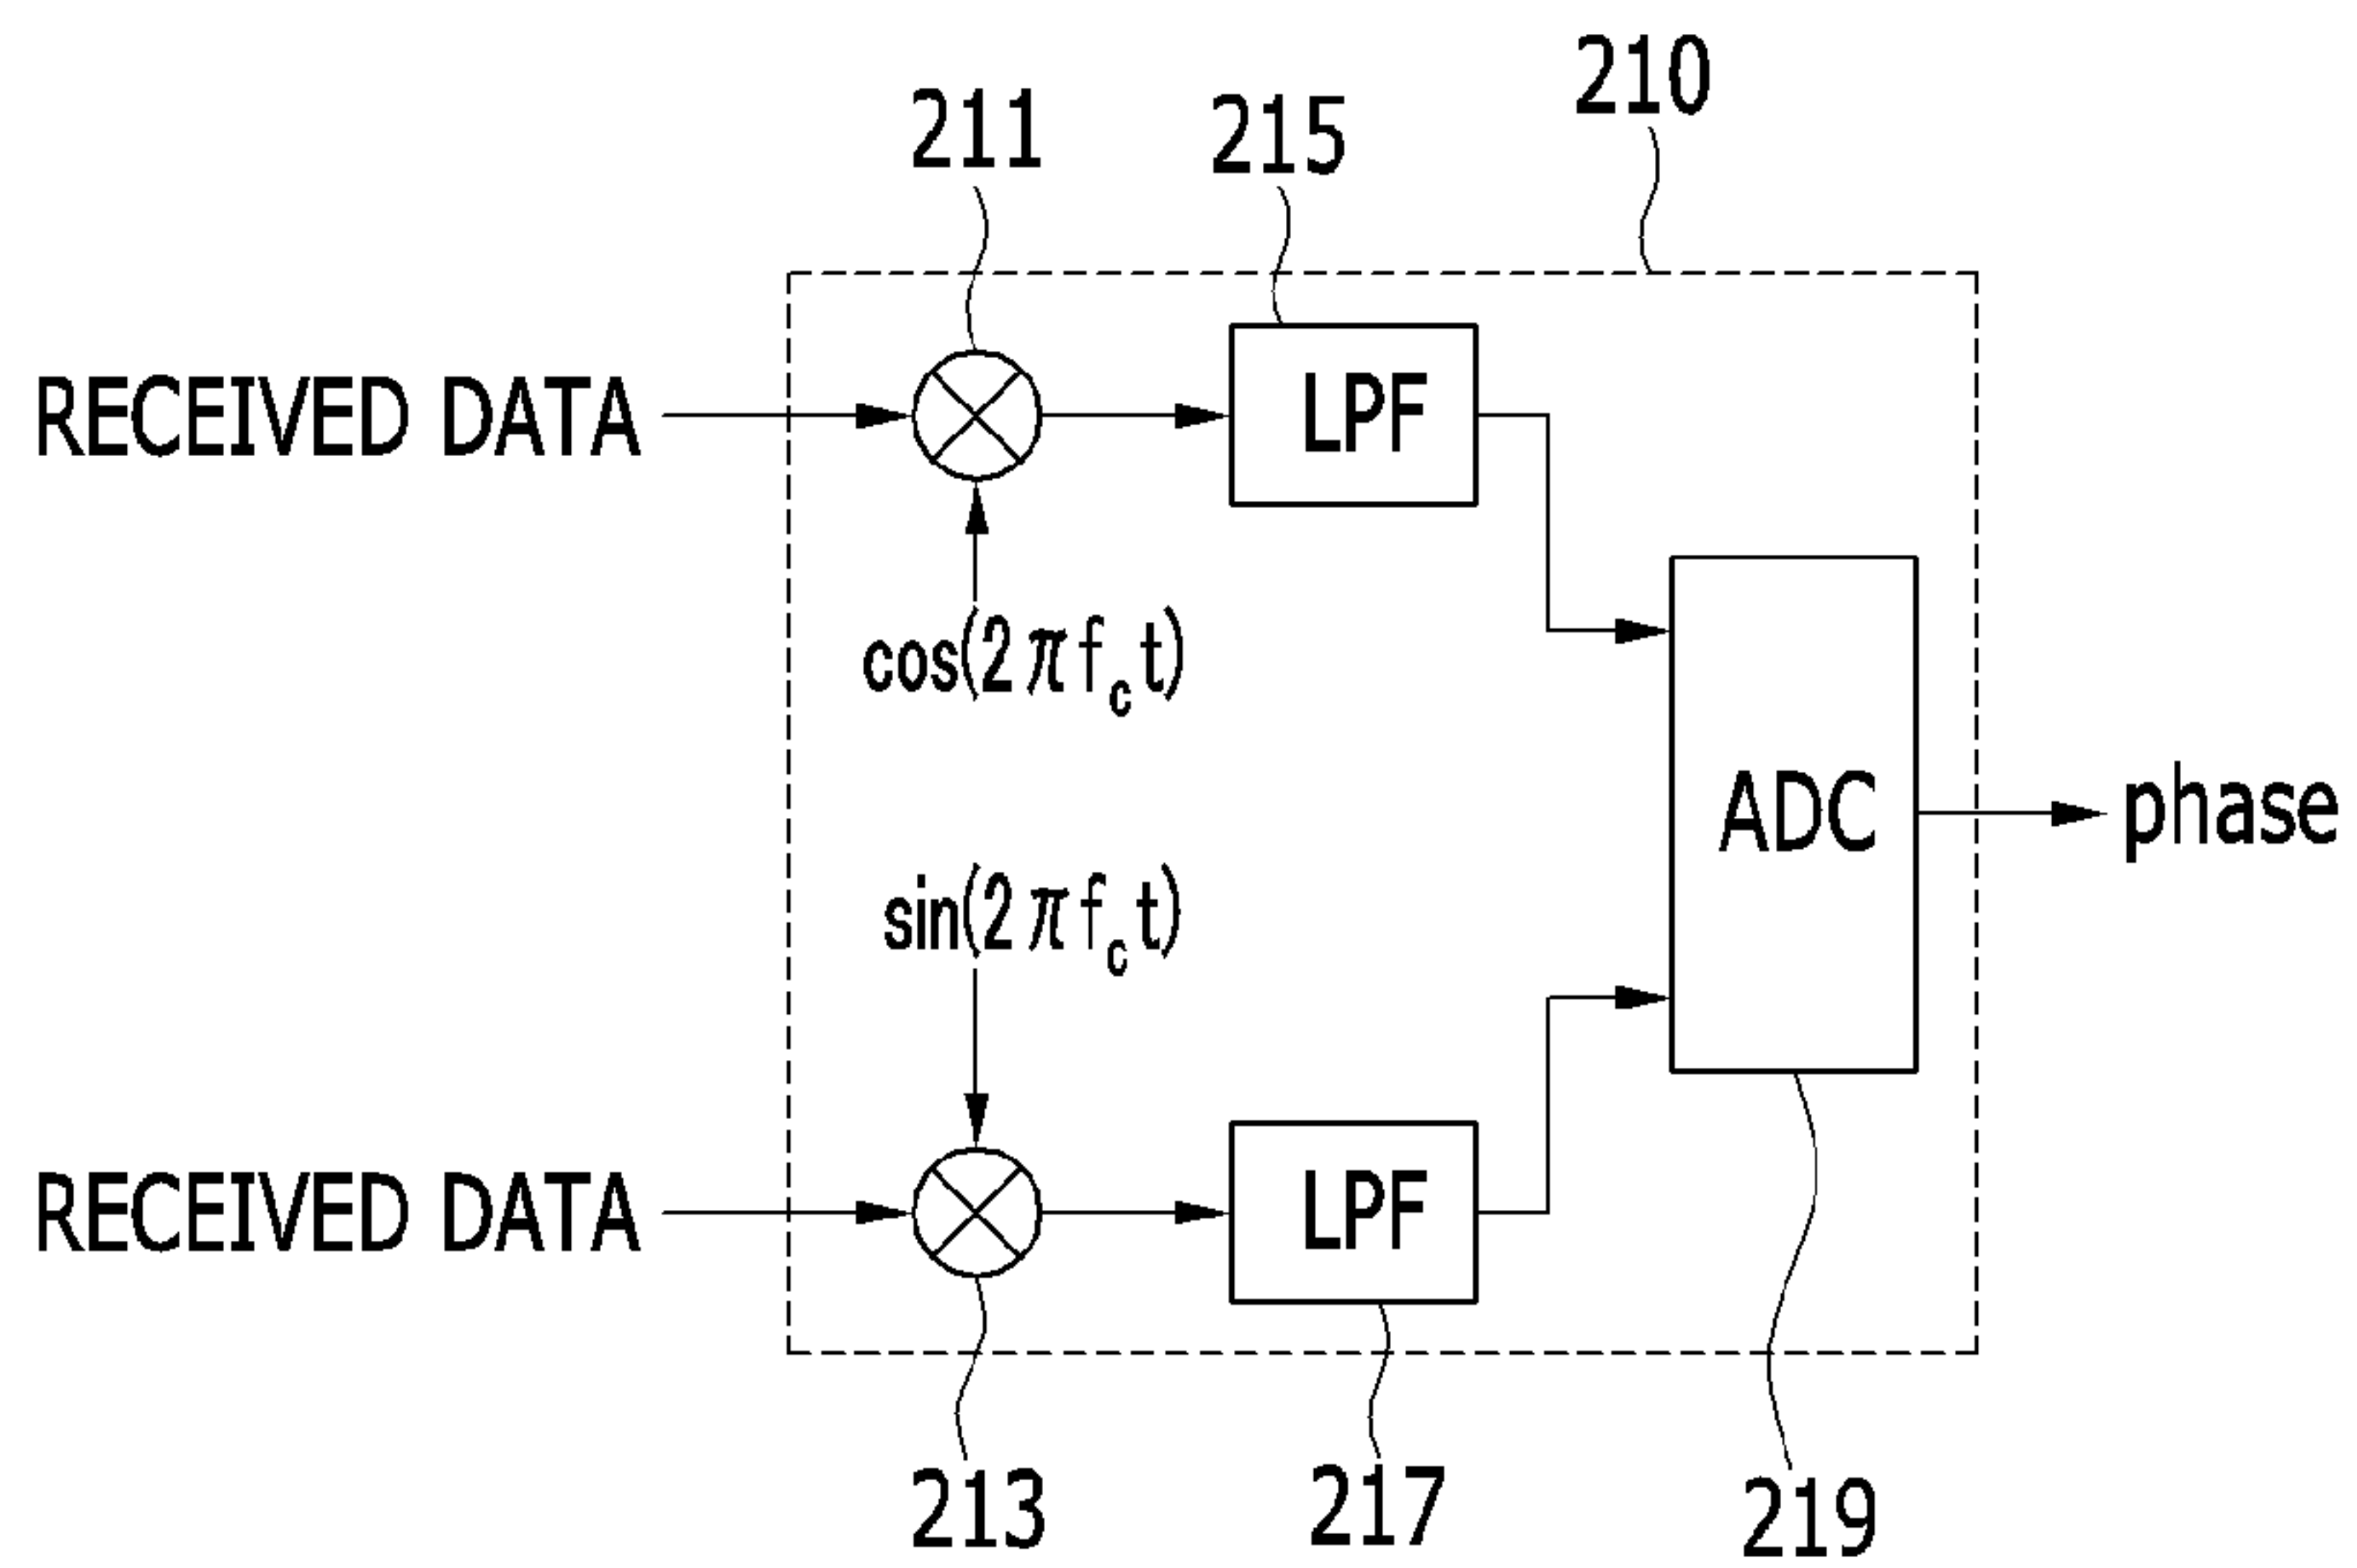 210
211
215
RECEIVED DATA
LPF
cos(2πf_c t)
ADC
phase
sin(2πf_c t)
RECEIVED DATA
LPF
213
217
219